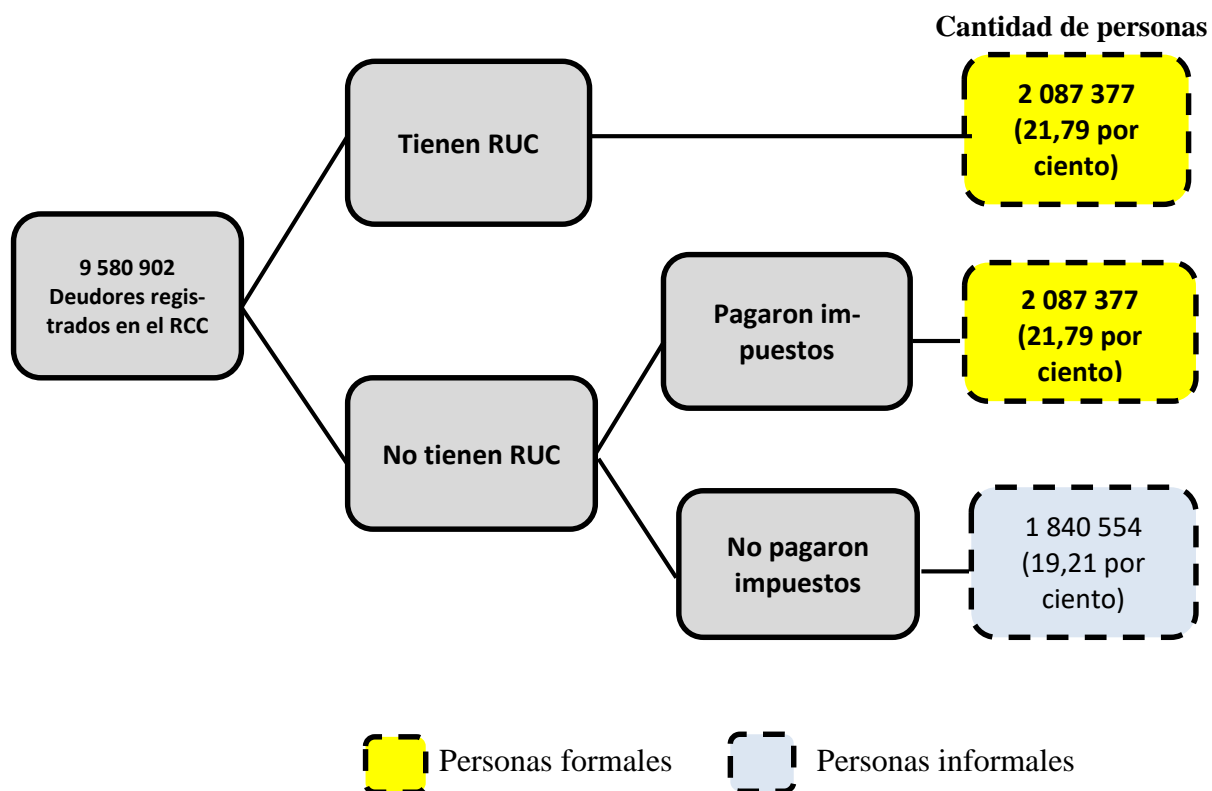 Cantidad de personas
2 087 377
(21,79 por
ciento)
Tienen RUC
9 580 902
Deudores regis-
trados en el RCC
Pagaron im-
puestos
2 087 377
(21,79 por
ciento)
No tienen RUC
No pagaron
impuestos
1 840 554
(19,21 por
ciento)
Personas formales
Personas informales